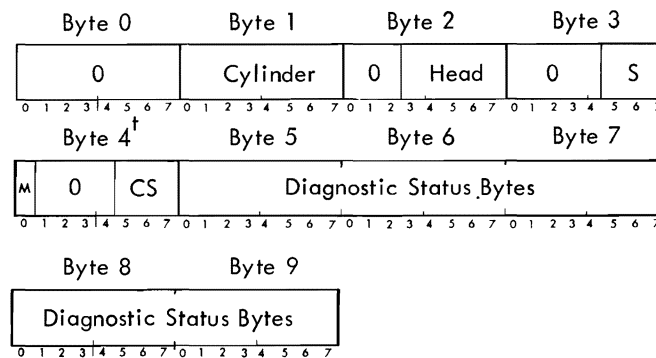 Byte 0 Byte 1 Byte 2 Byte 3
0 Cylinder 0 Head 0 S
0 1 2 3 4 5 6 7 0 1 2 3 4 5 6 7 0 1 2 3 4 5 6 7 0 1 2 3 4 5 6 7
Byte 4† Byte 5 Byte 6 Byte 7
M 0 CS Diagnostic Status Bytes
0 1 2 3 4 5 6 7 0 1 2 3 4 5 6 7 0 1 2 3 4 5 6 7 0 1 2 3 4 5 6 7
Byte 8 Byte 9
Diagnostic Status Bytes
0 1 2 3 4 5 6 7 0 1 2 3 4 5 6 7